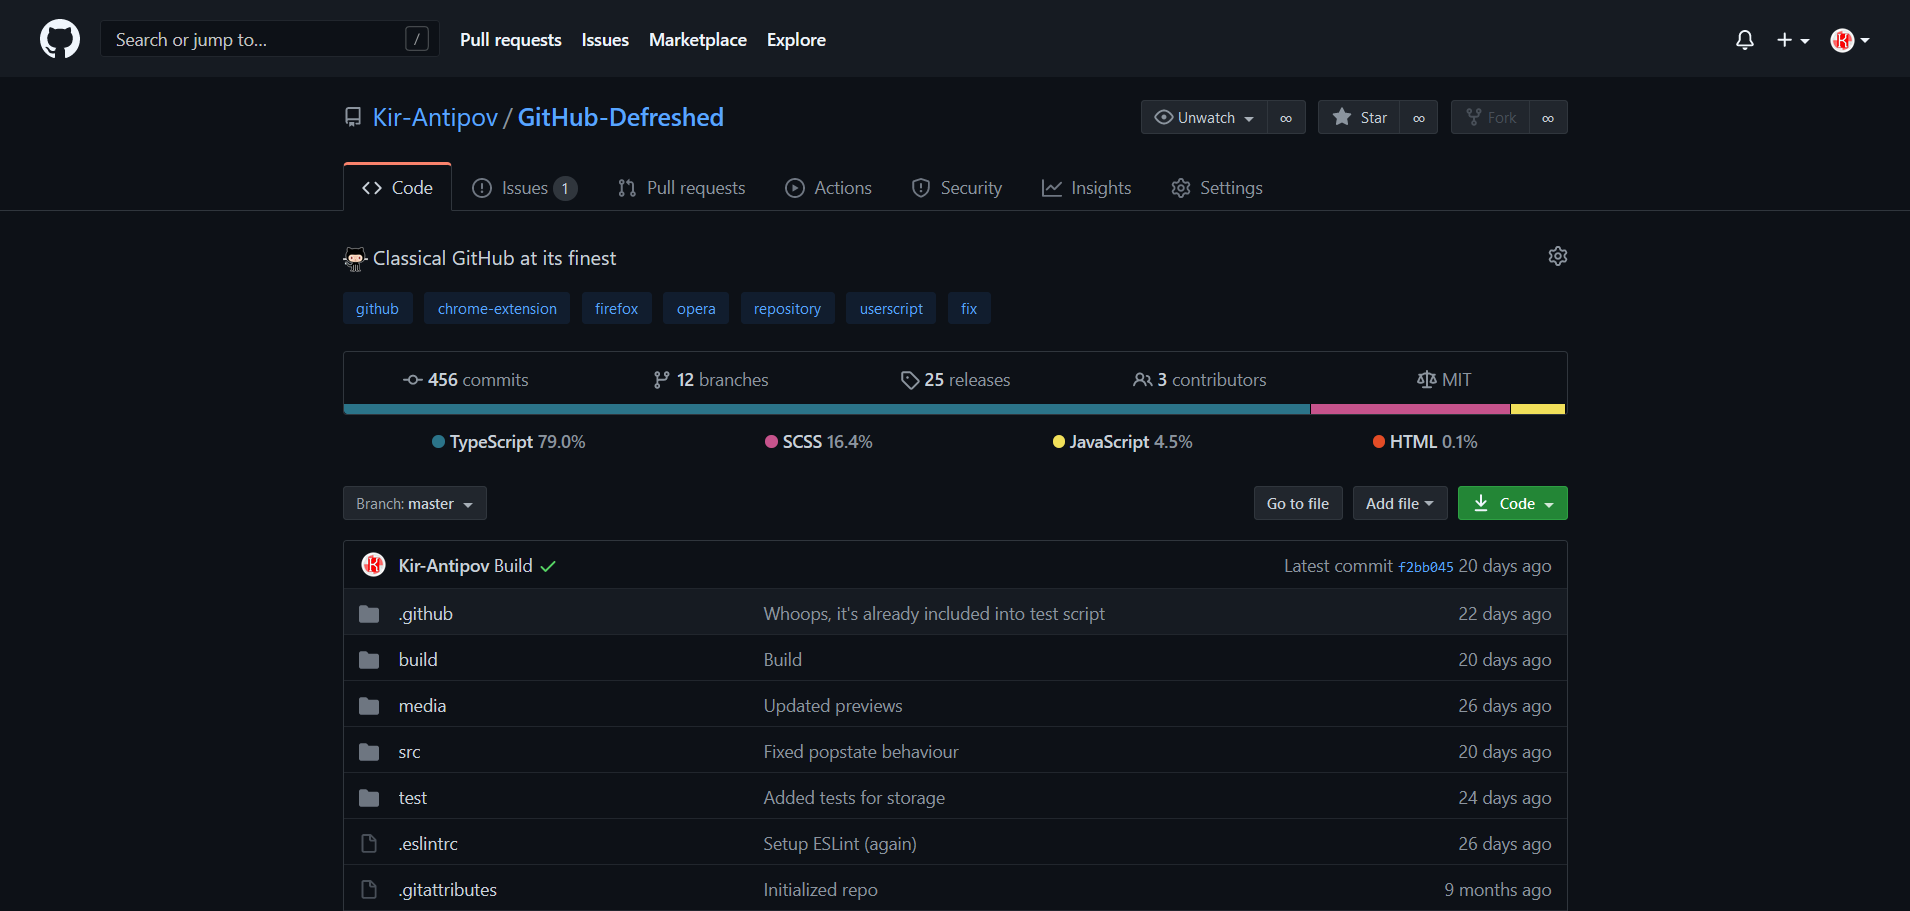 Search or jump to... / Pull requests Issues Marketplace Explore
Kir-Antipov / GitHub-Defreshed Unwatch ∞ Star ∞ Fork ∞
Code Issues 1 Pull requests Actions Security Insights Settings
Classical GitHub at its finest
github chrome-extension firefox opera repository userscript fix
456 commits 12 branches 25 releases 3 contributors MIT
TypeScript 79.0% SCSS 16.4% JavaScript 4.5% HTML 0.1%
Branch: master Go to file Add file Code
Kir-Antipov Build Latest commit f2bb045 20 days ago
.github Whoops, it's already included into test script 22 days ago
build Build 20 days ago
media Updated previews 26 days ago
src Fixed popstate behaviour 20 days ago
test Added tests for storage 24 days ago
.eslintrc Setup ESLint (again) 26 days ago
.gitattributes Initialized repo 9 months ago